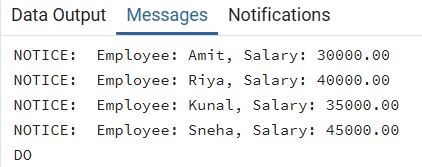 Data Output Messages Notifications
NOTICE:  Employee: Amit, Salary: 30000.00
NOTICE:  Employee: Riya, Salary: 40000.00
NOTICE:  Employee: Kunal, Salary: 35000.00
NOTICE:  Employee: Sneha, Salary: 45000.00
DO